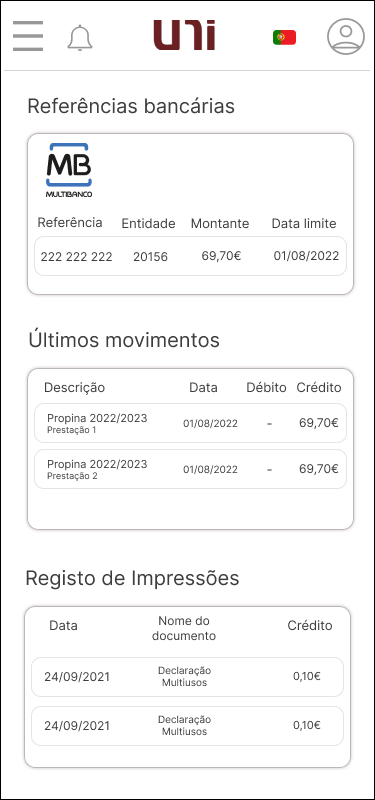 UNi
Referências bancárias
MB
MULTIBANCO
Referência Entidade Montante Data limite
222 222 222 20156 69,70€ 01/08/2022
Últimos movimentos
Descrição Data Débito Crédito
Propina 2022/2023 01/08/2022 - 69,70€
Prestação 1
Propina 2022/2023 01/08/2022 - 69,70€
Prestação 2
Registo de Impressões
Data Nome do documento Crédito
24/09/2021 Declaração Multiusos 0,10€
24/09/2021 Declaração Multiusos 0,10€